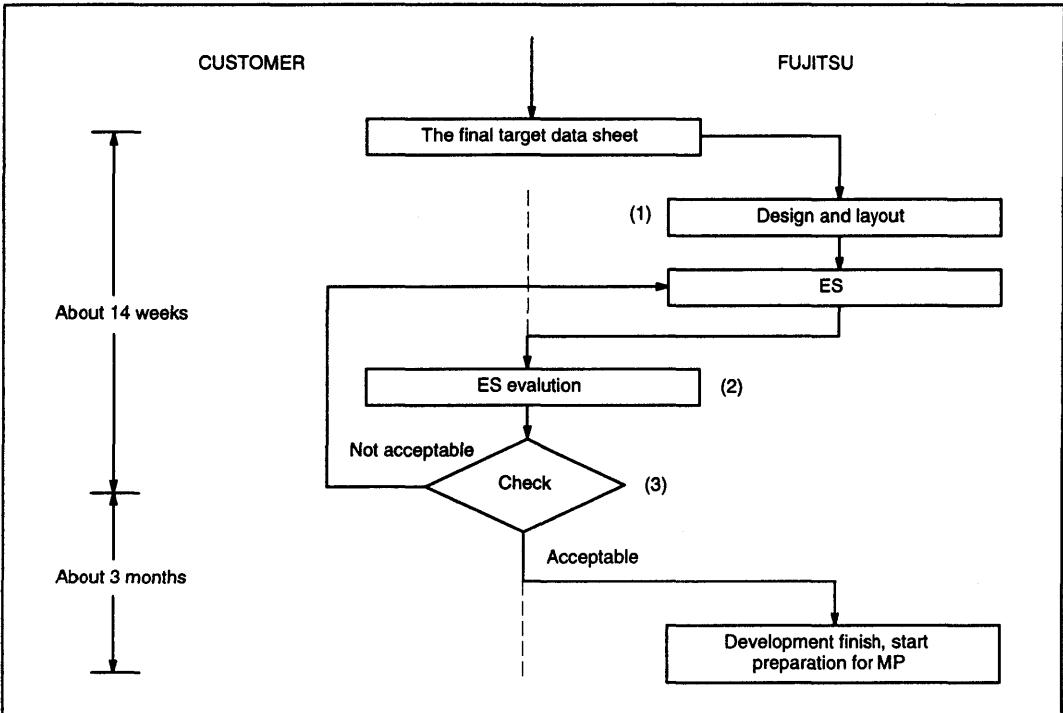 CUSTOMER
FUJITSU
The final target data sheet
(1)
Design and layout
ES
About 14 weeks
ES evalution
(2)
Not acceptable
Check
(3)
Acceptable
About 3 months
Development finish, start
preparation for MP